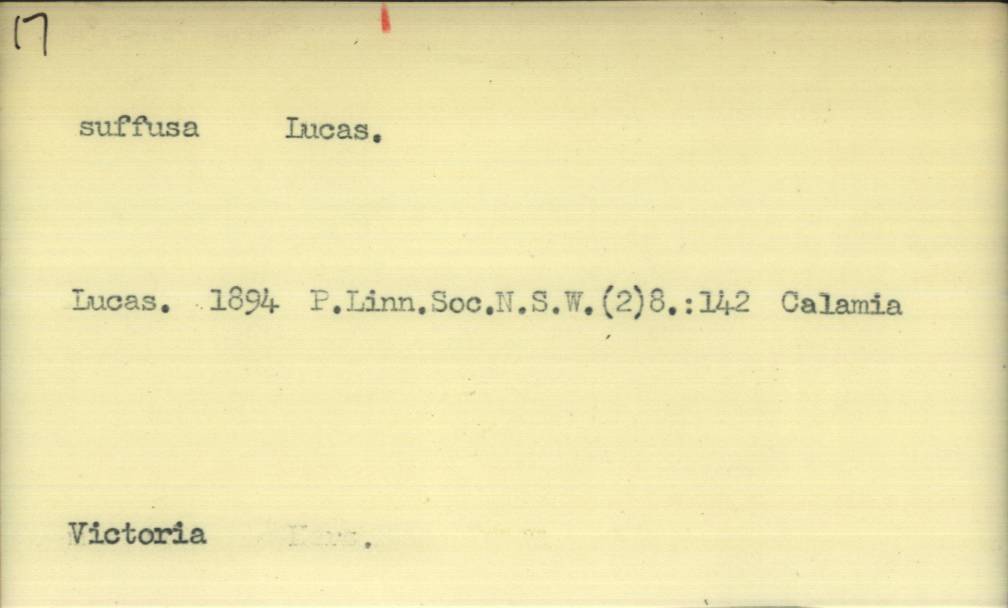 17
suffusa Lucas.
Lucas. 1894 P.Linn.Soc.N.S.W.(2)8.:142 Calamia
Victoria